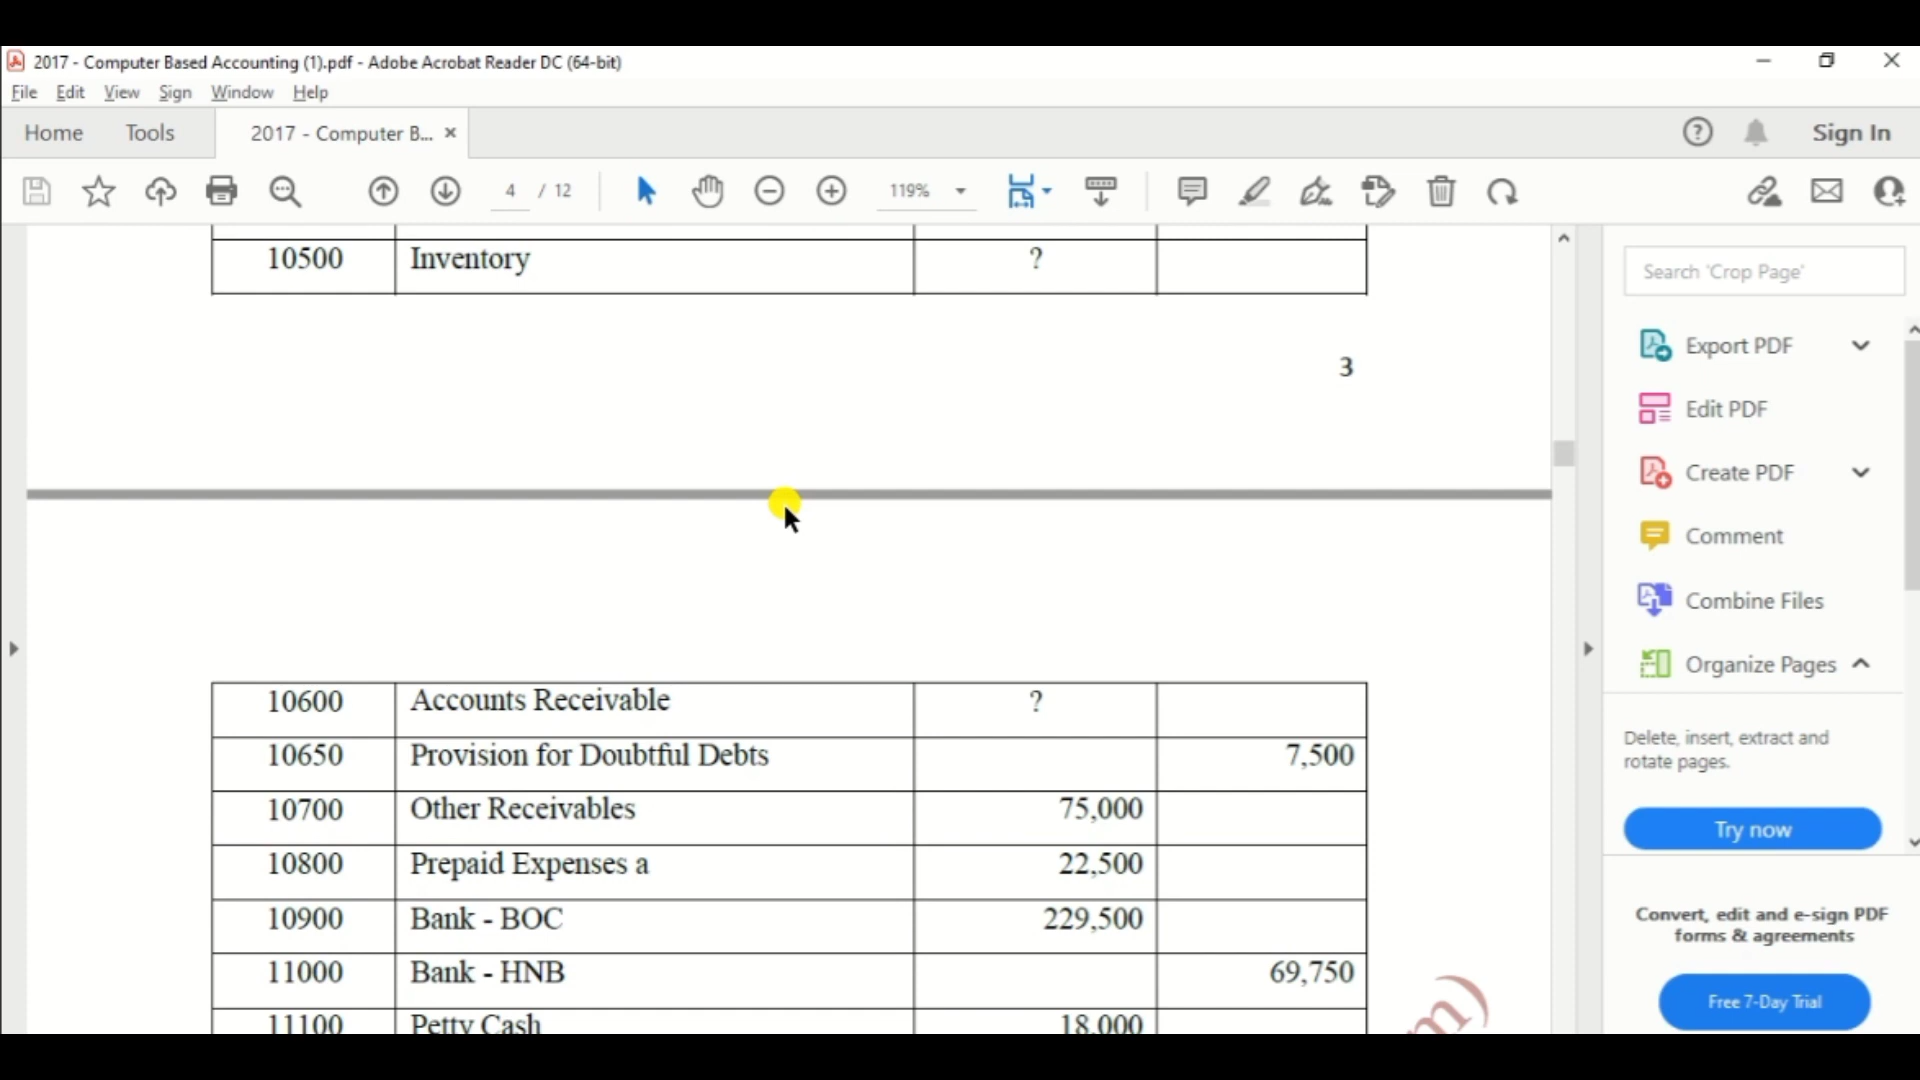 2017 - Computer Based Accounting (1).pdf - Adobe Acrobat Reader DC (64-bit)
File Edit View Sign Window Help
Home Tools 2017 - Computer B... Sign In
4 / 12 119%
10500 Inventory ?
3
10600 Accounts Receivable ?
10650 Provision for Doubtful Debts 7,500
10700 Other Receivables 75,000
10800 Prepaid Expenses a 22,500
10900 Bank - BOC 229,500
11000 Bank - HNB 69,750
11100 Petty Cash 18,000
m)
Search 'Crop Page'
Export PDF
Edit PDF
Create PDF
Comment
Combine Files
Organize Pages
Delete, insert, extract and
rotate pages.
Try now
Convert, edit and e-sign PDF
forms & agreements
Free 7-Day Trial